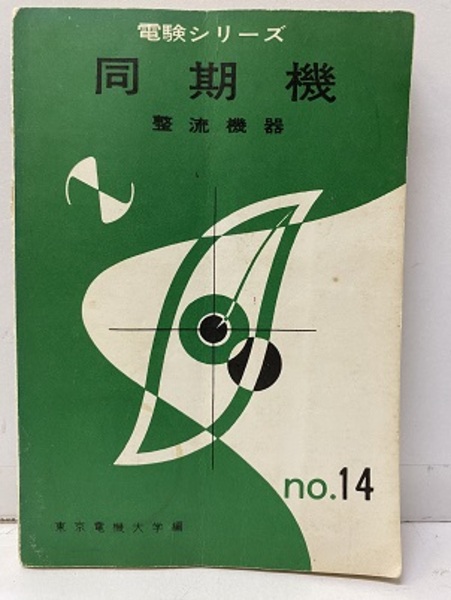 電験シリーズ
同期機
整流機器
no.14
東京電機大学編